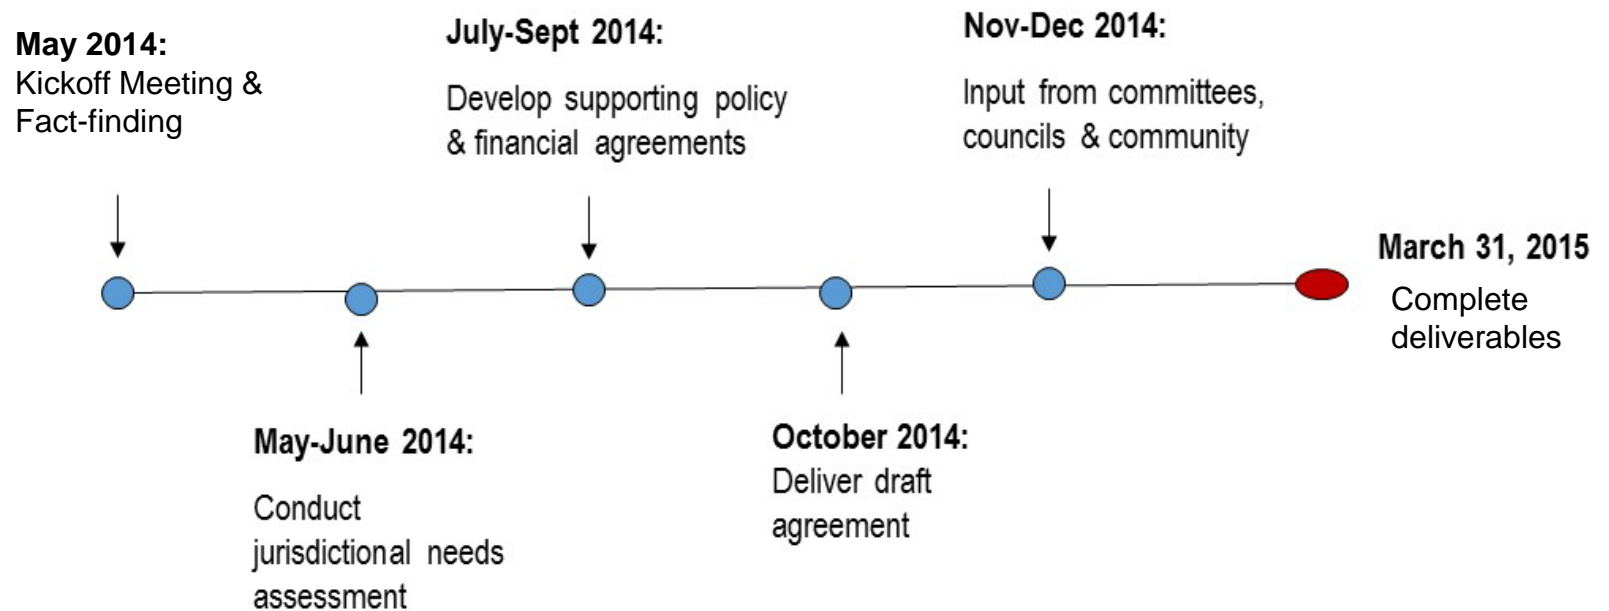 May 2014:
Kickoff Meeting &
Fact-finding
May-June 2014:
Conduct
jurisdictional needs
assessment
July-Sept 2014:
Develop supporting policy
& financial agreements
October 2014:
Deliver draft
agreement
Nov-Dec 2014:
Input from committees,
councils & community
March 31, 2015
Complete
deliverables